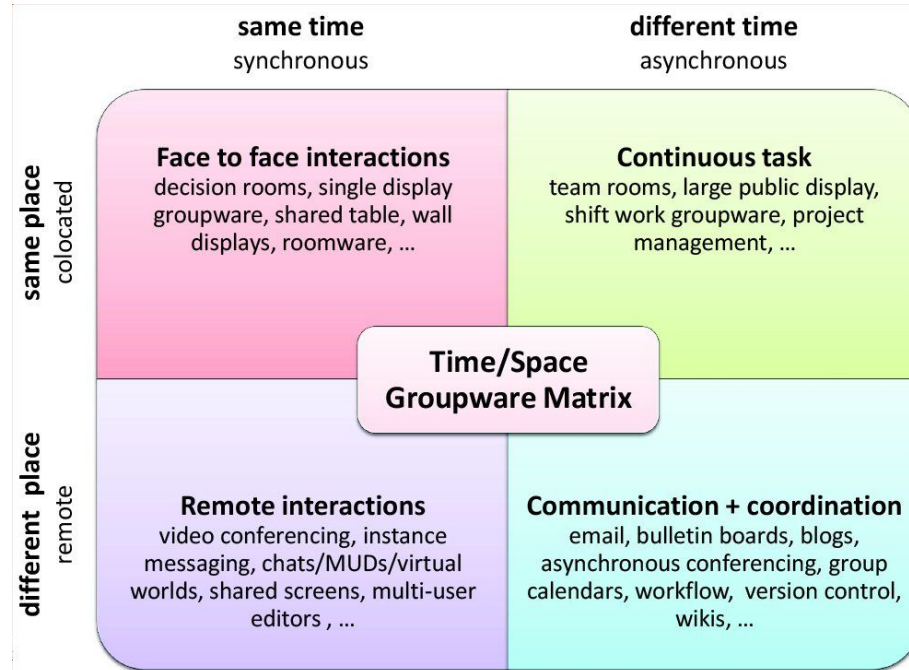 same time
synchronous
different time
asynchronous
same place
colocated
Face to face interactions
decision rooms, single display
groupware, shared table, wall
displays, roomware, ...
Continuous task
team rooms, large public display,
shift work groupware, project
management, ...
Time/Space
Groupware Matrix
different place
remote
Remote interactions
video conferencing, instance
messaging, chats/MUDs/virtual
worlds, shared screens, multi-user
editors , ...
Communication + coordination
email, bulletin boards, blogs,
asynchronous conferencing, group
calendars, workflow, version control,
wikis, ...